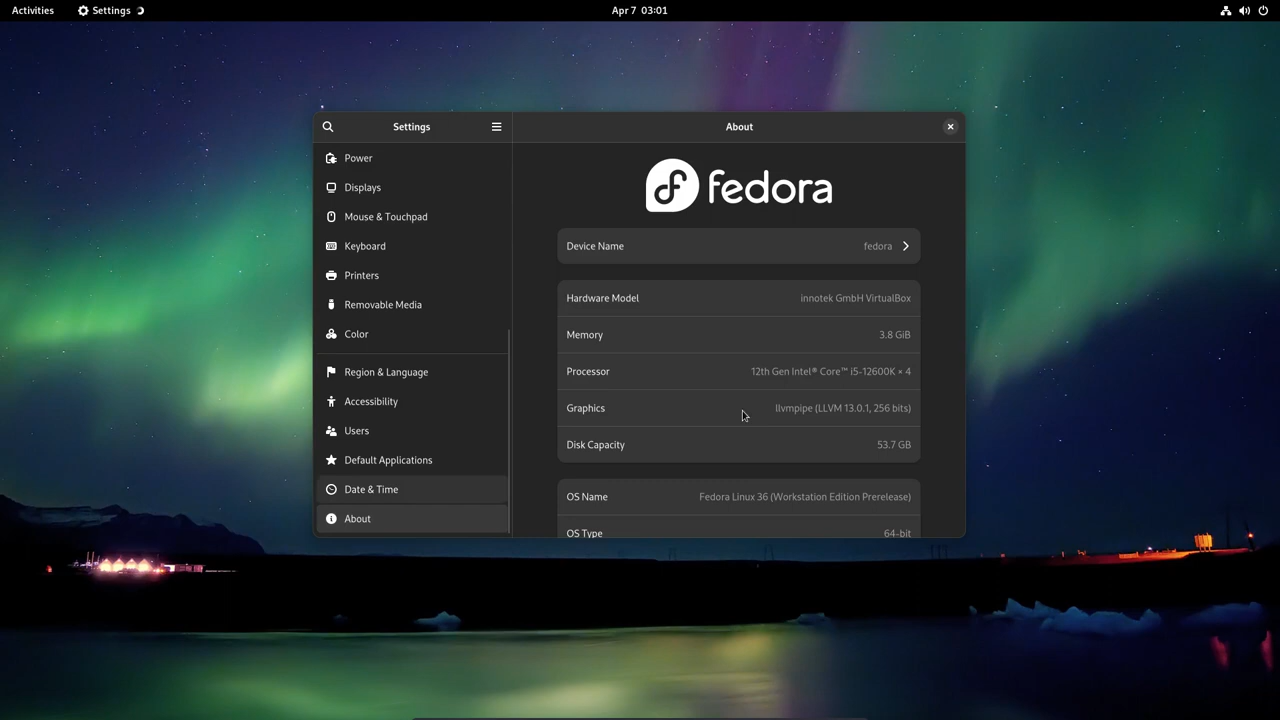 Activities
Settings
Apr 7 03:01
Settings
About
Power
Displays
Mouse & Touchpad
Keyboard
Printers
Removable Media
Color
Region & Language
Accessibility
Users
Default Applications
Date & Time
About
fedora
Device Name fedora
Hardware Model innotek GmbH VirtualBox
Memory 3.8 GiB
Processor 12th Gen Intel® Core™ i5-12600K × 4
Graphics llvmpipe (LLVM 13.0.1, 256 bits)
Disk Capacity 53.7 GB
OS Name Fedora Linux 36 (Workstation Edition Prerelease)
OS Type 64-bit